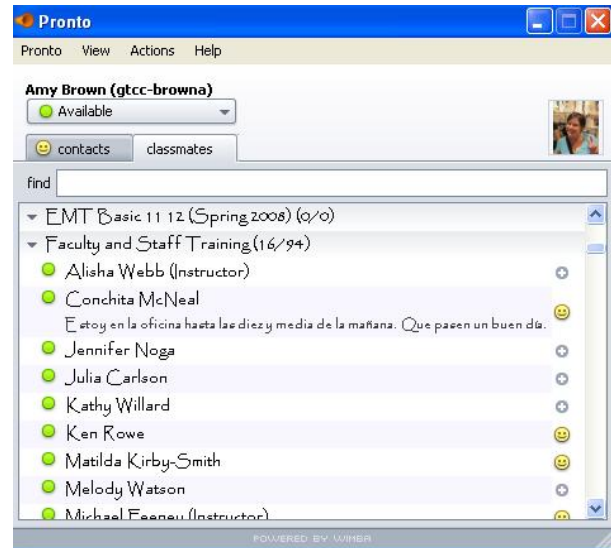 Pronto
Pronto View Actions Help
Amy Brown (gtcc-browna)
Available
contacts classmates
find
EMT Basic 11 12 (Spring 2008) (0/0)
Faculty and Staff Training (16/94)
Alisha Webb (Instructor)
Conchita McNeal
Estoy en la oficina hasta las diez y media de la mañana. Que pasen un buen día.
Jennifer Noga
Julia Carlson
Kathy Willard
Ken Rowe
Matilda Kirby-Smith
Melody Watson
Michael Feeney (Instructor)
POWERED BY WIMBA